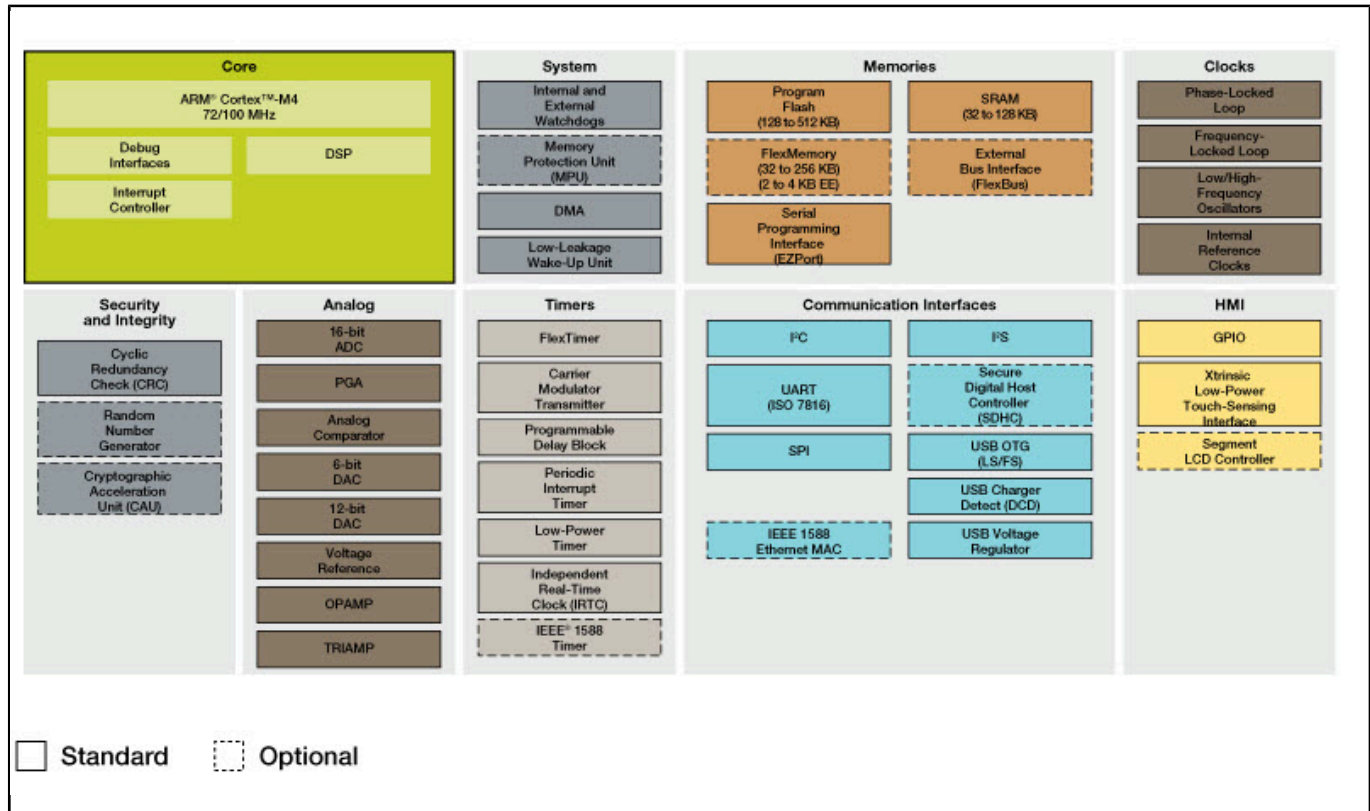 Core
ARM® Cortex™-M4
72/100 MHz
Debug
Interfaces
DSP
Interrupt
Controller
System
Internal and
External
Watchdogs
Memory
Protection Unit
(MPU)
DMA
Low-Leakage
Wake-Up Unit
Memories
Program
Flash
(128 to 512 KB)
SRAM
(32 to 128 KB)
FlexMemory
(32 to 256 KB)
(2 to 4 KB EE)
External
Bus Interface
(FlexBus)
Serial
Programming
Interface
(EZPort)
Clocks
Phase-Locked
Loop
Frequency-
Locked Loop
Low/High-
Frequency
Oscillators
Internal
Reference
Clocks
Security
and Integrity
Cyclic
Redundancy
Check (CRC)
Random
Number
Generator
Cryptographic
Acceleration
Unit (CAU)
Analog
16-bit
ADC
PGA
Analog
Comparator
6-bit
DAC
12-bit
DAC
Voltage
Reference
OPAMP
TRIAMP
Timers
FlexTimer
Carrier
Modulator
Transmitter
Programmable
Delay Block
Periodic
Interrupt
Timer
Low-Power
Timer
Independent
Real-Time
Clock (IRTC)
IEEE® 1588
Timer
Communication Interfaces
I²C
I²S
UART
(ISO 7816)
Secure
Digital Host
Controller
(SDHC)
SPI
USB OTG
(LS/FS)
USB Charger
Detect (DCD)
IEEE 1588
Ethernet MAC
USB Voltage
Regulator
HMI
GPIO
Xtrinsic
Low-Power
Touch-Sensing
Interface
Segment
LCD Controller
Standard
Optional